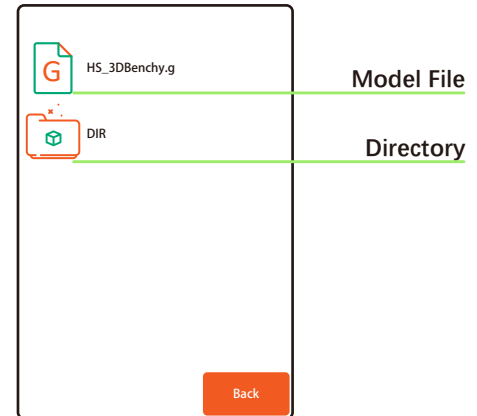 G
HS_3DBenchy.g
Model File
DIR
Directory
Back